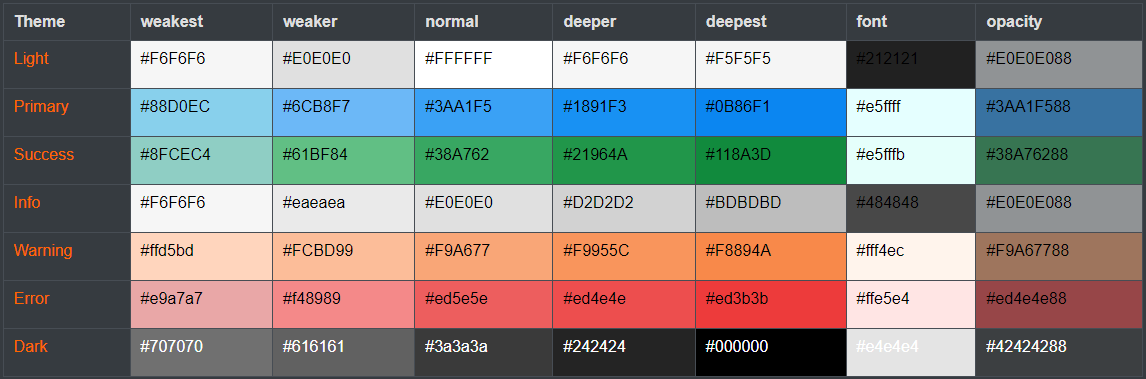 Theme weakest weaker normal deeper deepest font opacity
Light #F6F6F6 #E0E0E0 #FFFFFF #F6F6F6 #F5F5F5 #212121 #E0E0E088
Primary #88D0EC #6CB8F7 #3AA1F5 #1891F3 #0B86F1 #e5ffff #3AA1F588
Success #8FCEC4 #61BF84 #38A762 #21964A #118A3D #e5fffb #38A76288
Info #F6F6F6 #eaeaea #E0E0E0 #D2D2D2 #BDBDBD #484848 #E0E0E088
Warning #ffd5bd #FCBD99 #F9A677 #F9955C #F8894A #fff4ec #F9A67788
Error #e9a7a7 #f48989 #ed5e5e #ed4e4e #ed3b3b #ffe5e4 #ed4e4e88
Dark #707070 #616161 #3a3a3a #242424 #000000 #e4e4e4 #42424288